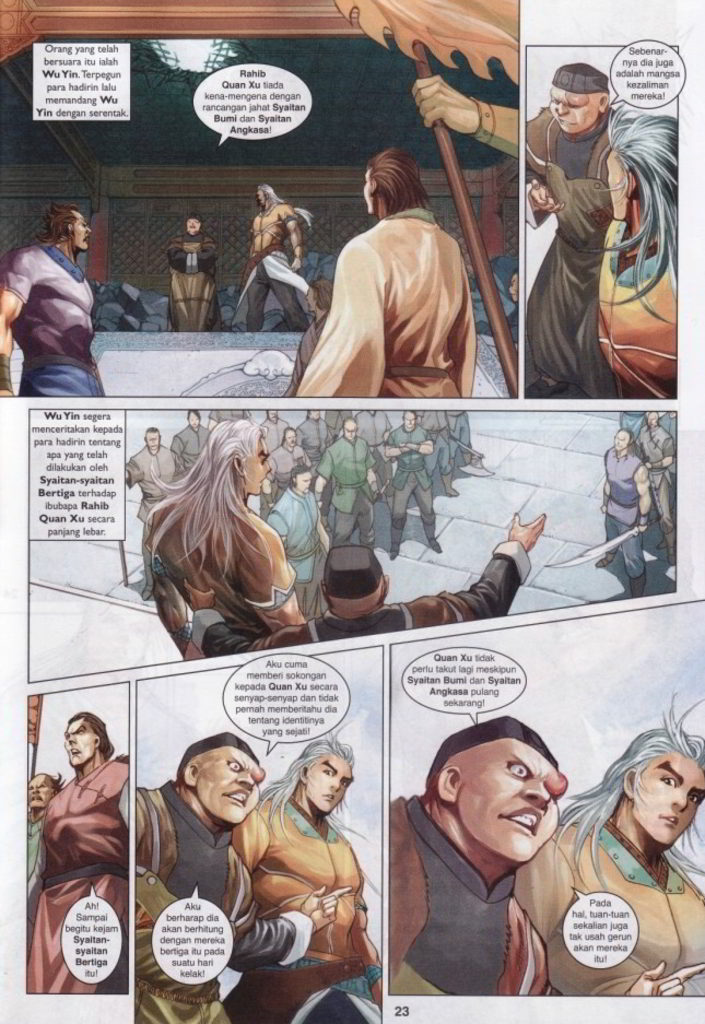 Orang yang telah
bersuara itu ialah
Wu Yin. Terpegun
para hadirin lalu
memandang Wu
Yin dengan serentak.
Rahib
Quan Xu tiada
kena-mengena dengan
rancangan jahat Syaitan
Bumi dan Syaitan
Angkasa!
Sebenar-
nya dia juga
adalah mangsa
kezaliman
mereka!
Wu Yin segera
menceritakan kepada
para hadirin tentang
apa yang telah
dilakukan oleh
Syaitan-syaitan
Bertiga terhadap
ibubapa Rahib
Quan Xu secara
panjang lebar.
Ah!
Sampai
begitu kejam
Syaitan-
syaitan
Bertiga
itu!
Aku cuma
memberi sokongan
kepada Quan Xu secara
senyap-senyap dan tidak
pernah memberitahu dia
tentang identitinya
yang sejati!
Aku
berharap dia
berhitung
dengan mereka
bertiga itu pada
suatu hari
kelak!
Quan Xu tidak
perlu takut lagi meskipun
Syaitan Bumi dan Syaitan
Angkasa pulang
sekarang!
Pada
hal, tuan-tuan
sekalian juga
tak usah gerun
akan mereka
itu!
23